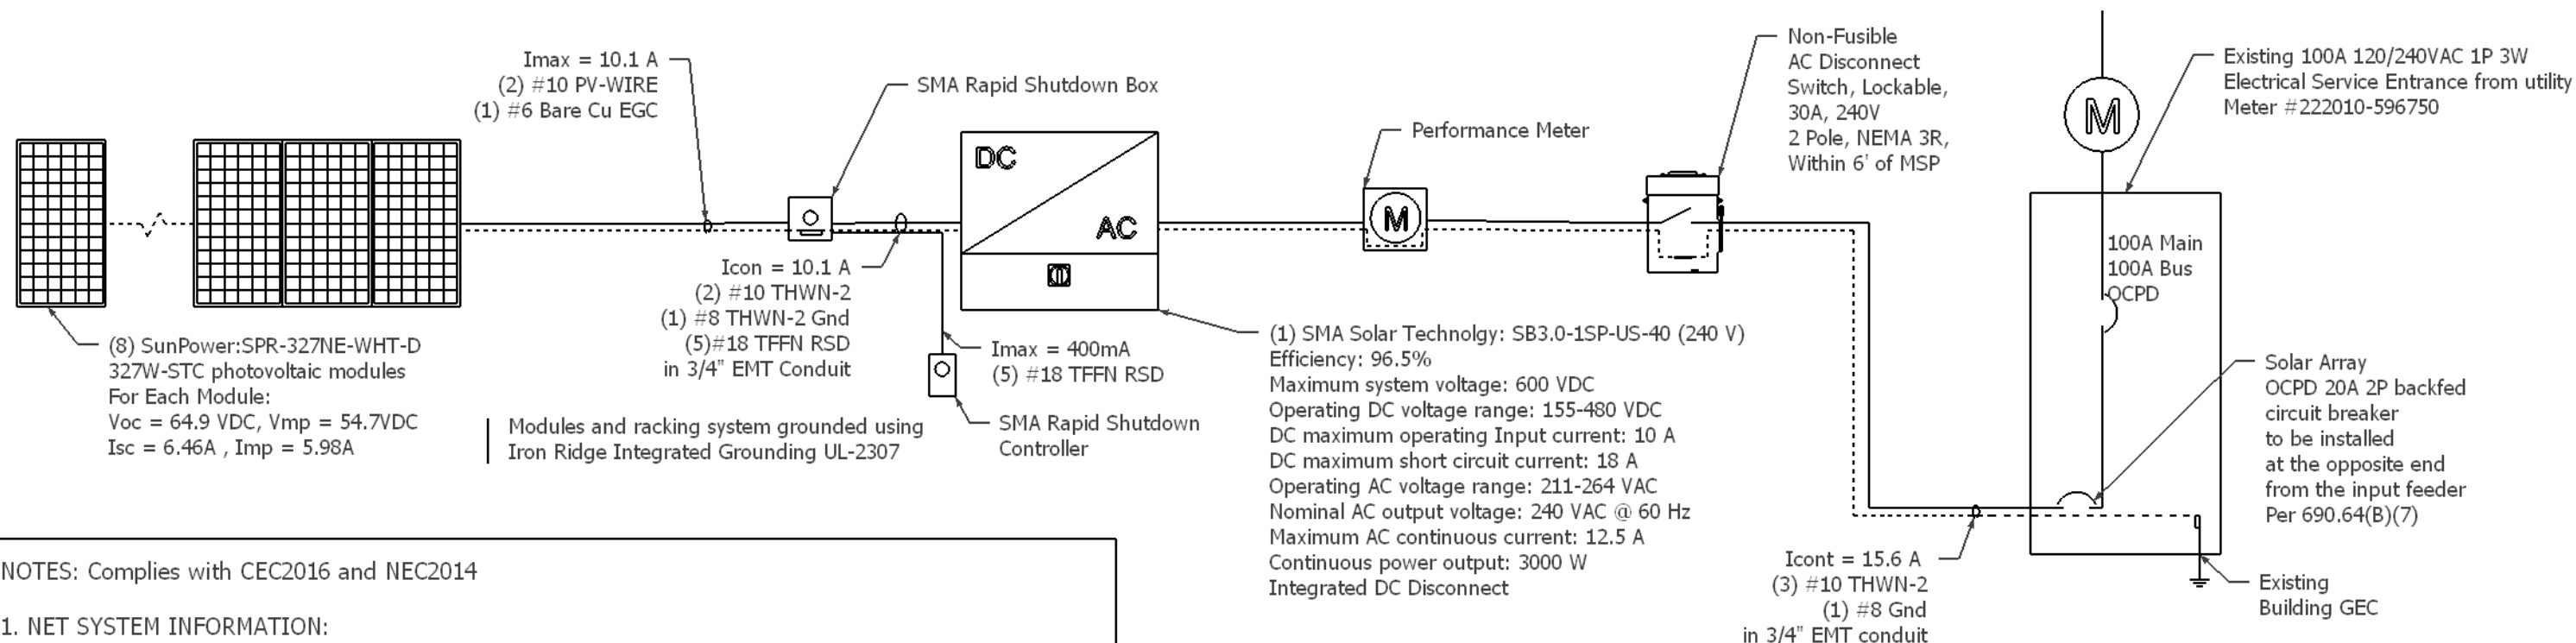 Imax = 10.1 A
(2) #10 PV-WIRE
(1) #6 Bare Cu EGC
SMA Rapid Shutdown Box
Performance Meter
Non-Fusible
AC Disconnect
Switch, Lockable,
30A, 240V
2 Pole, NEMA 3R,
Within 6' of MSP
M
Existing 100A 120/240VAC 1P 3W
Electrical Service Entrance from utility
Meter #222010-596750
DC
AC
M
100A Main
100A Bus
OCPD
Icon = 10.1 A
(2) #10 THWN-2
(1) #8 THWN-2 Gnd
(5)#18 TFFN RSD
in 3/4" EMT Conduit
Imax = 400mA
(5) #18 TFFN RSD
SMA Rapid Shutdown
Controller
(8) SunPower:SPR-327NE-WHT-D
327W-STC photovoltaic modules
For Each Module:
Voc = 64.9 VDC, Vmp = 54.7VDC
Isc = 6.46A , Imp = 5.98A
Modules and racking system grounded using
Iron Ridge Integrated Grounding UL-2307
(1) SMA Solar Technolgy: SB3.0-1SP-US-40 (240 V)
Efficiency: 96.5%
Maximum system voltage: 600 VDC
Operating DC voltage range: 155-480 VDC
DC maximum operating Input current: 10 A
DC maximum short circuit current: 18 A
Operating AC voltage range: 211-264 VAC
Nominal AC output voltage: 240 VAC @ 60 Hz
Maximum AC continuous current: 12.5 A
Continuous power output: 3000 W
Integrated DC Disconnect
Solar Array
OCPD 20A 2P backfed
circuit breaker
to be installed
at the opposite end
from the input feeder
Per 690.64(B)(7)
Icont = 15.6 A
(3) #10 THWN-2
(1) #8 Gnd
in 3/4" EMT conduit
Existing
Building GEC
NOTES: Complies with CEC2016 and NEC2014
1. NET SYSTEM INFORMATION: